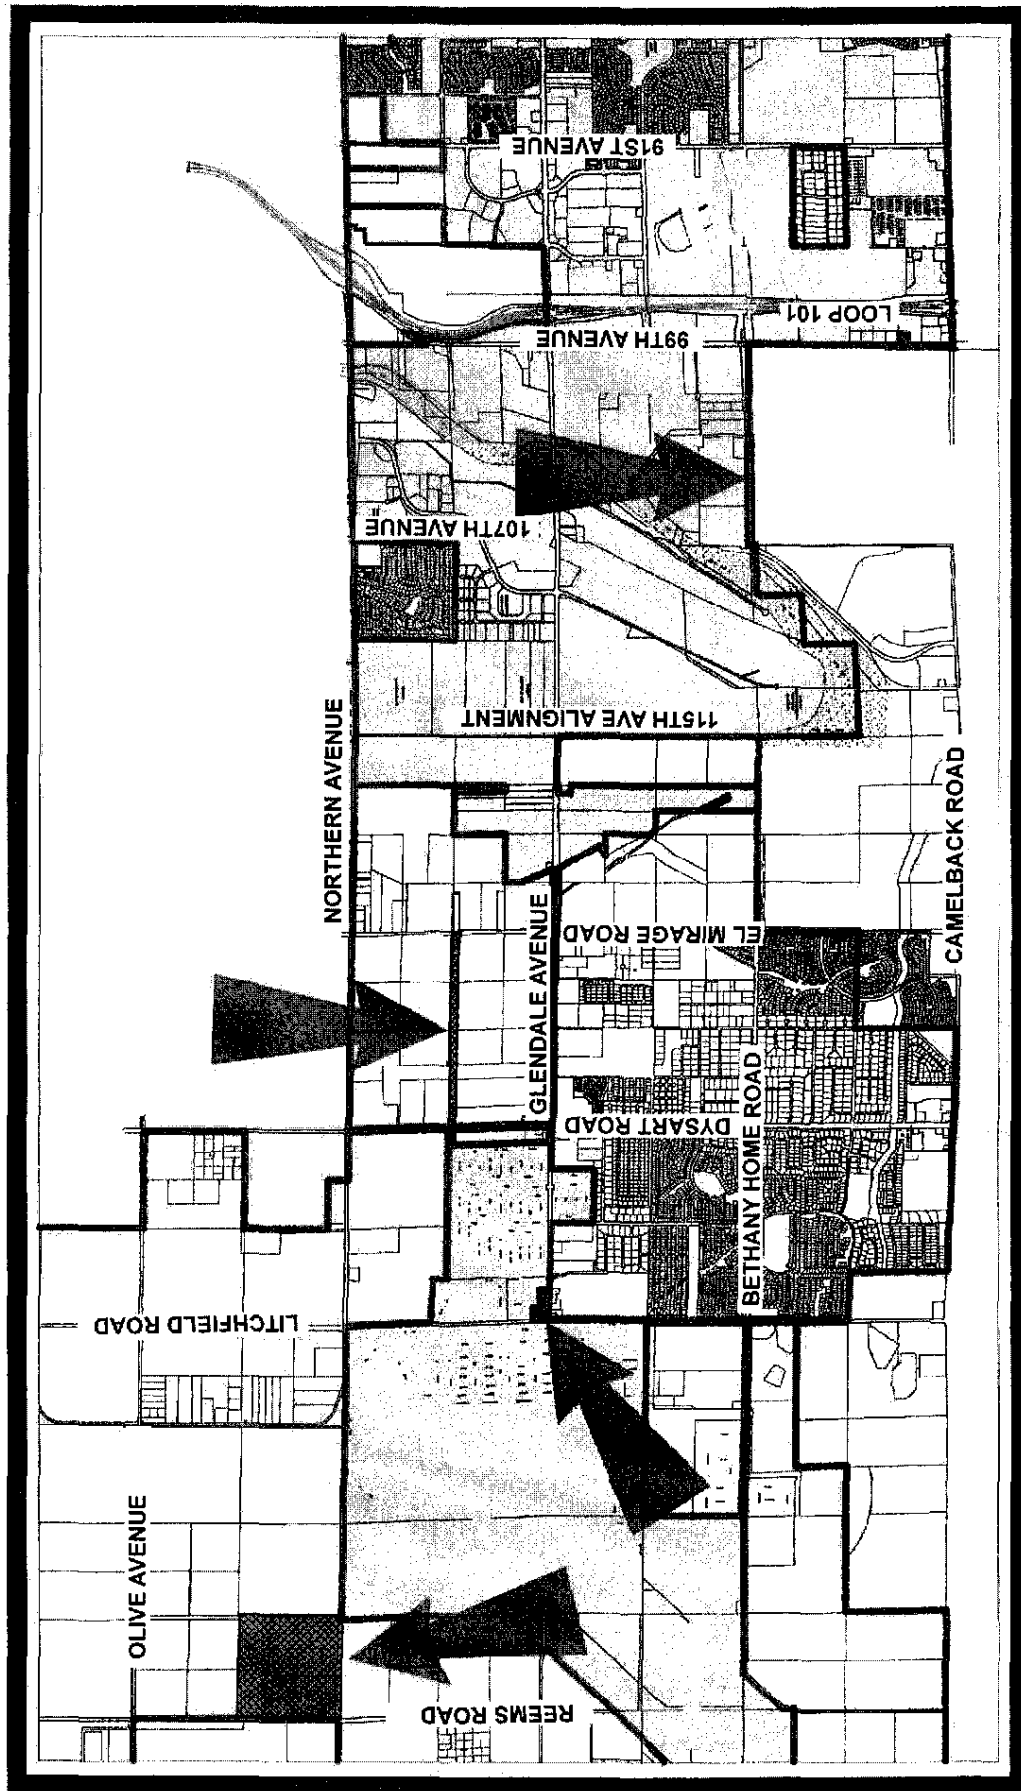 91ST AVENUE
LOOP 101
99TH AVENUE
107TH AVENUE
115TH AVE ALIGNMENT
NORTHERN AVENUE
CAMELBACK ROAD
EL MIRAGE ROAD
GLENDALE AVENUE
DYSART ROAD
BETHANY HOME ROAD
LITCHFIELD ROAD
OLIVE AVENUE
REEMS ROAD